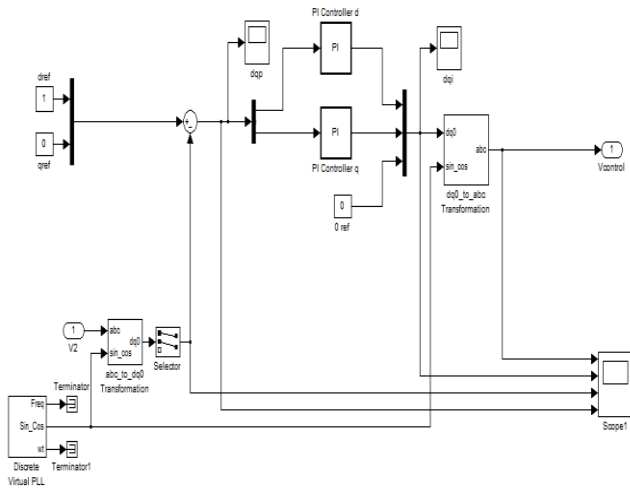 PI Controller d
PI
dqp
dqi
dref
1
0
qref
+
-
PI
PI Controller q
0
0 ref
dq0
sin_cos
abc
dq0_to_abc
Transformation
1
Vcontrol
1
V2
abc
sin_cos
dq0
abc_to_dq0
Transformation
Selector
Scope1
Terminator
Freq
Sin_Cos
wt
Terminator1
Discrete
Virtual PLL